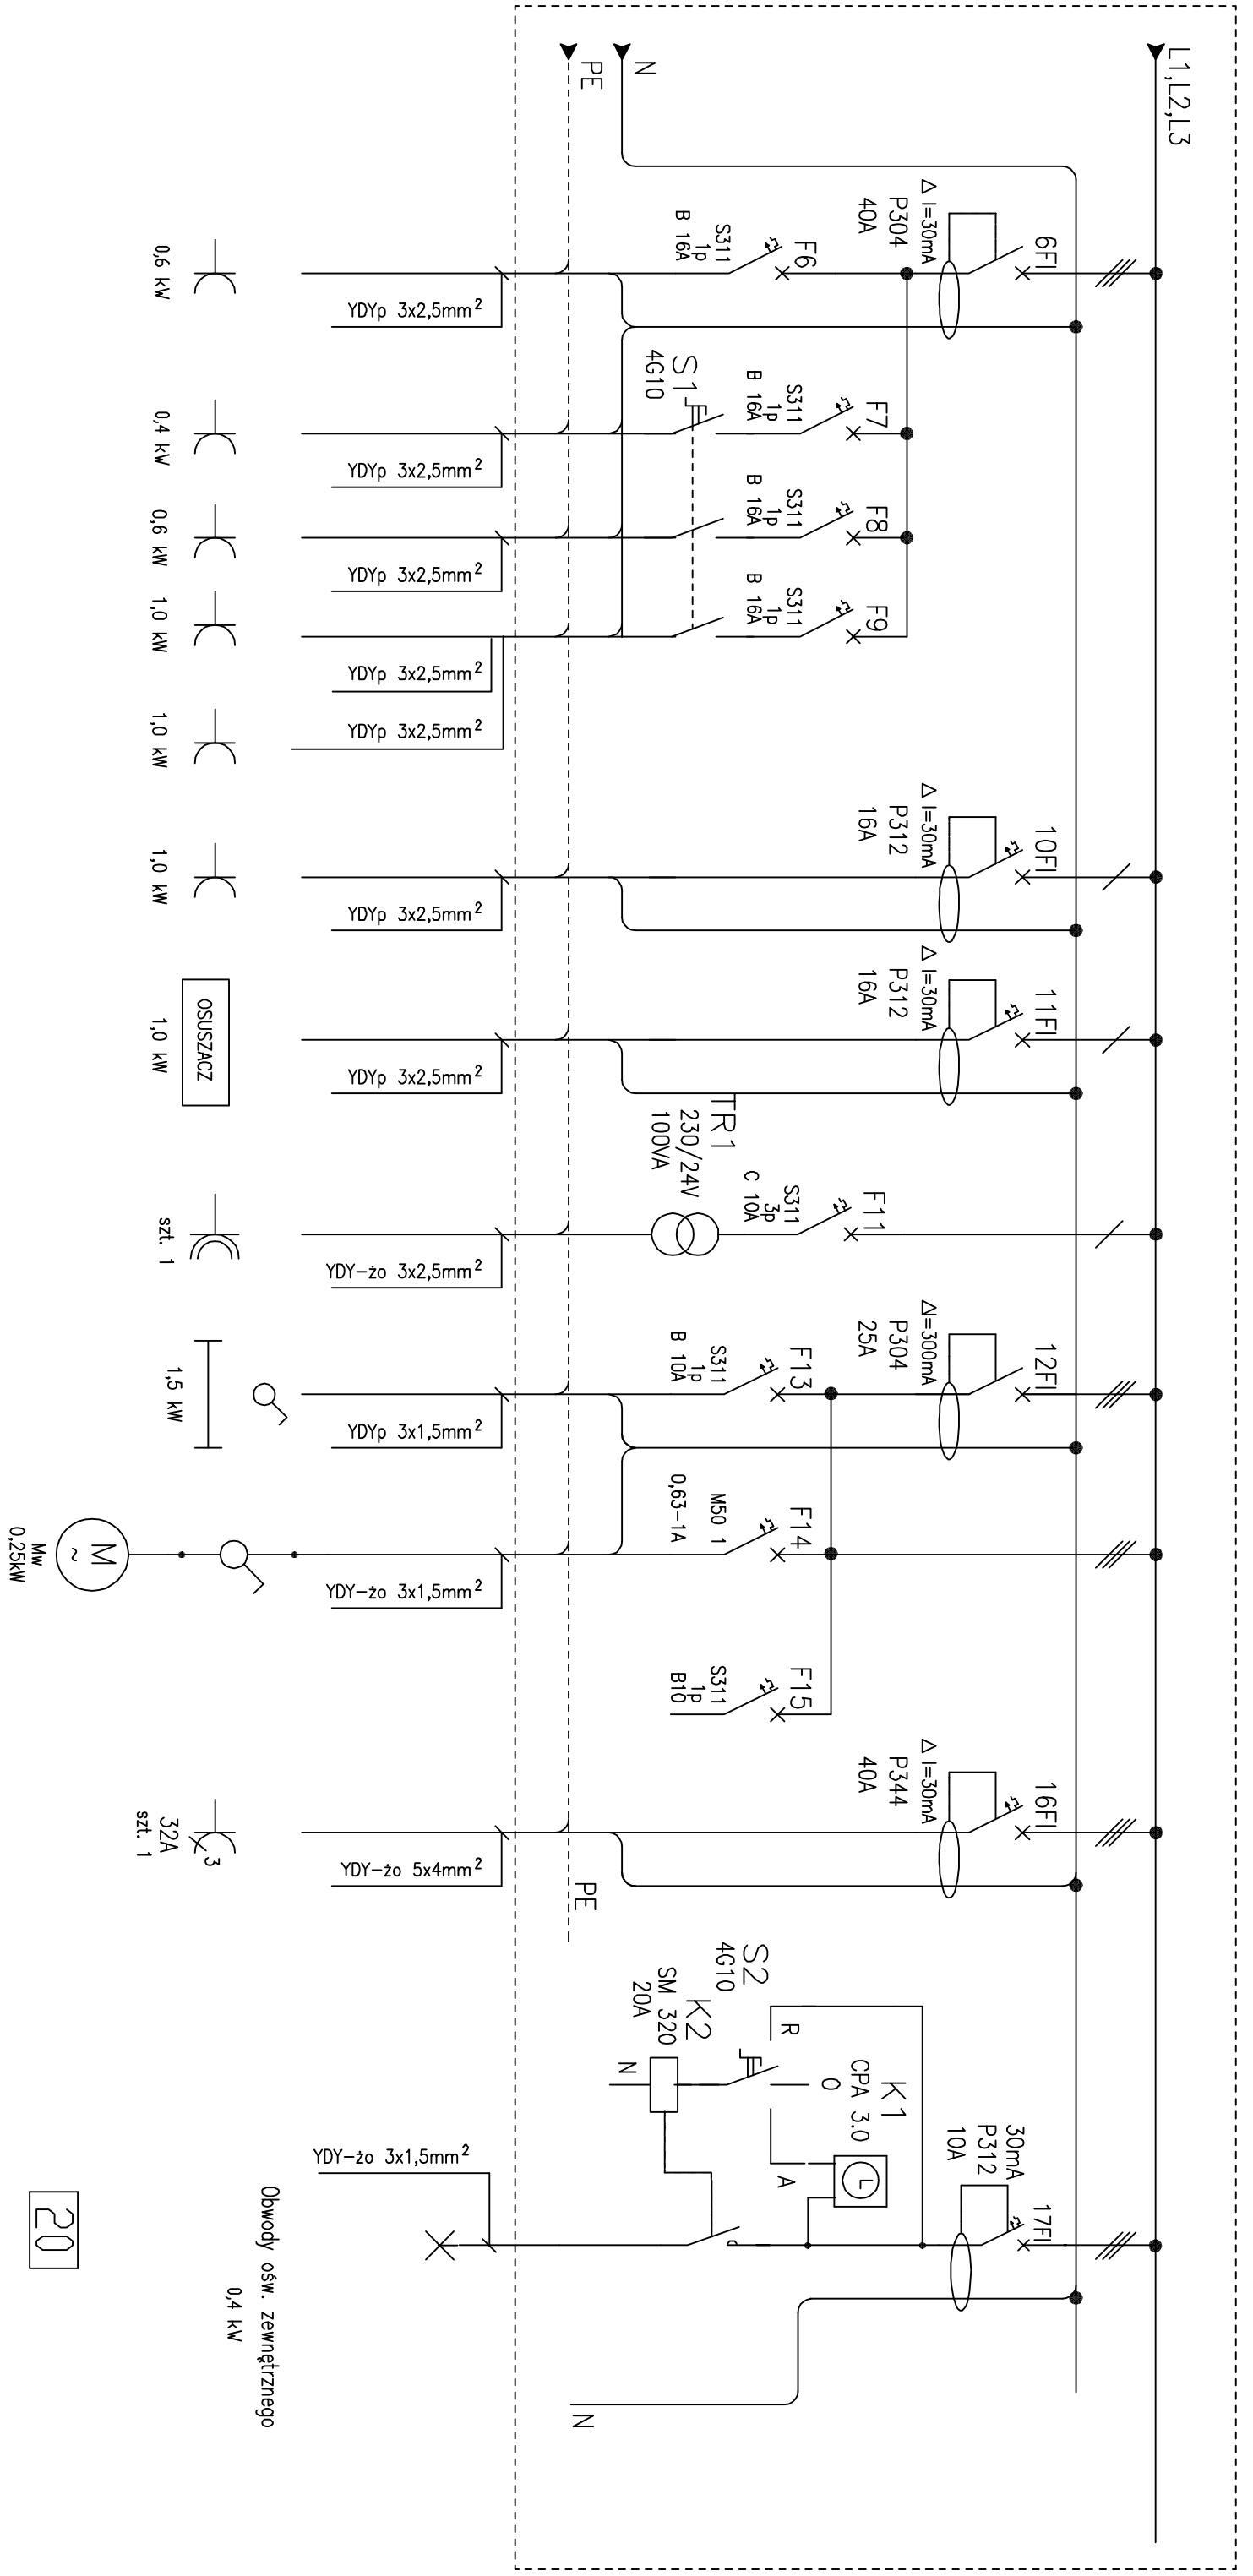 L1,L2,L3
N
PE
6FI
Δ I=30mA
P304
40A
F6
S311
1p
B 16A
YDYp 3x2,5mm²
0,6 kW
F7
S311
1p
B 16A
S1
4G10
YDYp 3x2,5mm²
0,4 kW
F8
S311
1p
B 16A
YDYp 3x2,5mm²
0,6 kW
F9
S311
1p
B 16A
YDYp 3x2,5mm²
1,0 kW
YDYp 3x2,5mm²
1,0 kW
10FI
Δ I=30mA
P312
16A
YDYp 3x2,5mm²
1,0 kW
11FI
Δ I=30mA
P312
16A
YDYp 3x2,5mm²
OSUSZACZ
1,0 kW
F11
S311
3p
C 10A
TR1
230/24V
100VA
YDY-żo 3x2,5mm²
szt. 1
12FI
ΔI=300mA
P304
25A
F13
S311
1p
B 10A
YDYp 3x1,5mm²
1,5 kW
F14
M50 1
0,63-1A
YDY-żo 3x1,5mm²
M
~
Mw
0,25kW
F15
S311
1p
B10
16FI
Δ I=30mA
P344
40A
YDY-żo 5x4mm²
3
32A
szt. 1
PE
17FI
30mA
P312
10A
K1
CPA 3.0
R
0
A
S2
4G10
K2
SM 320
20A
N
YDY-żo 3x1,5mm²
Obwody ośw. zewnętrznego
0,4 kW
N
20